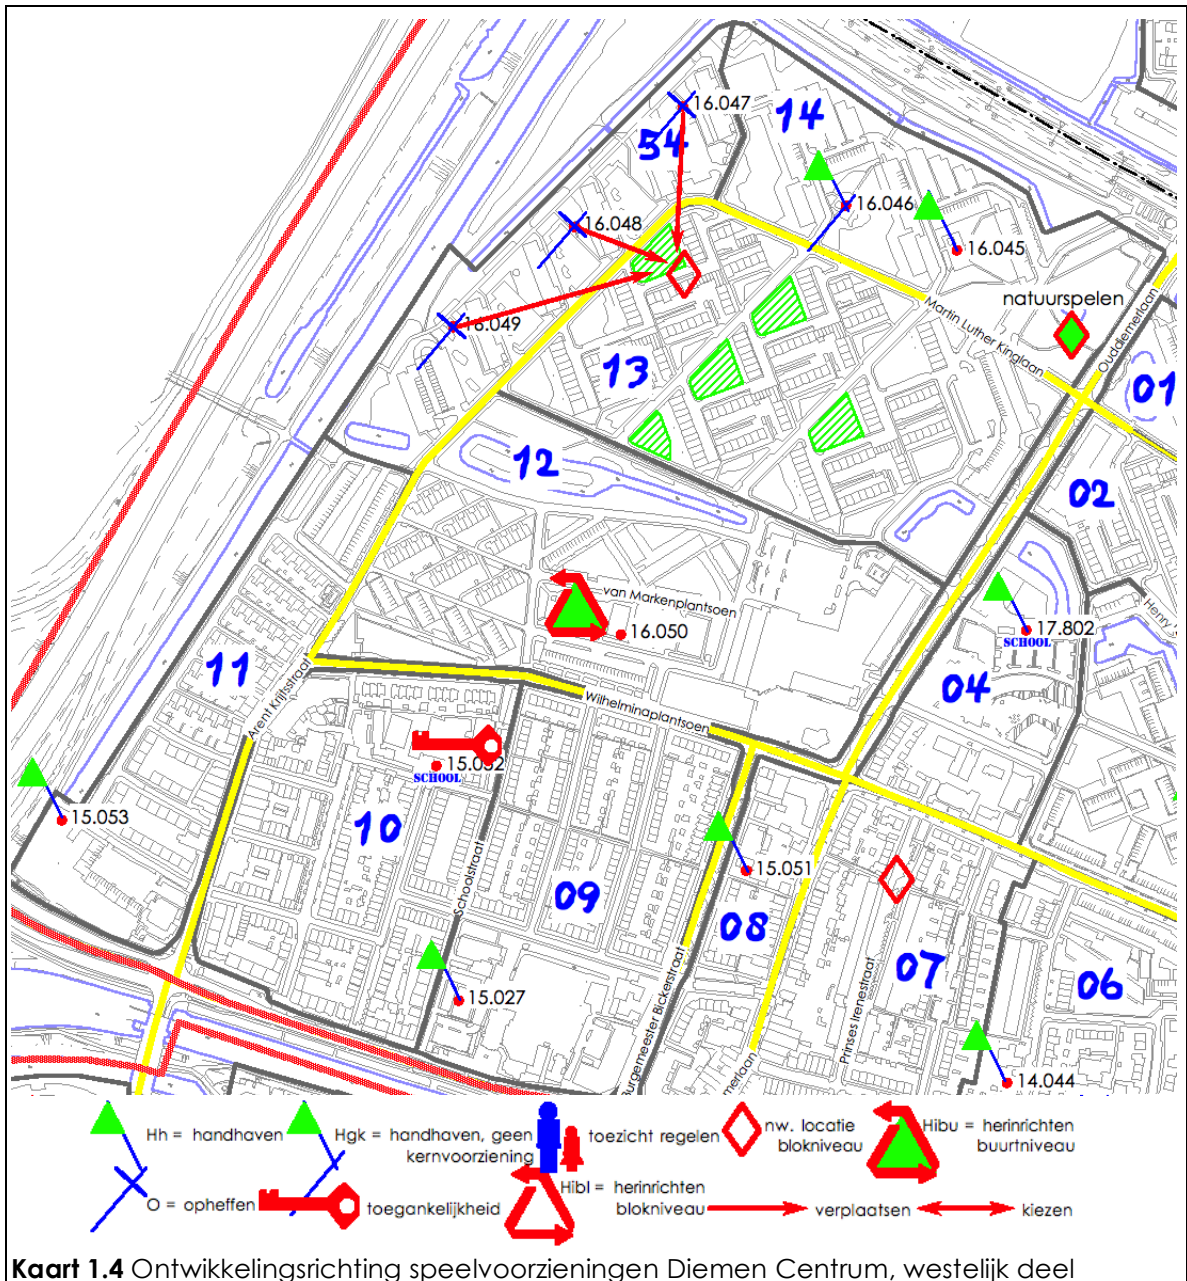 16.047
14
54
16.048
16.046
16.045
natuurspelen
16.049
Martin Luther Kinglaan
Ouddiemerlaan
13
01
12
02
van Markenplantsoen
16.050
17.802
SCHOOL
Henry
11
Arent Krijtsstraat
04
Wilhelminaplantsoen
15.032
SCHOOL
15.053
10
Schoolstraat
09
15.051
08
07
06
15.027
Burgemeester Bickerstraat
merlaan
Prinses Irenestraat
14.044
Hh = handhaven
Hgk = handhaven, geen
kernvoorziening
toezicht regelen
nw. locatie
blokniveau
Hibu = herinrichten
buurtniveau
O = opheffen
toegankelijkheid
Hibl = herinrichten
blokniveau
verplaatsen
kiezen
Kaart 1.4 Ontwikkelingsrichting speelvoorzieningen Diemen Centrum, westelijk deel